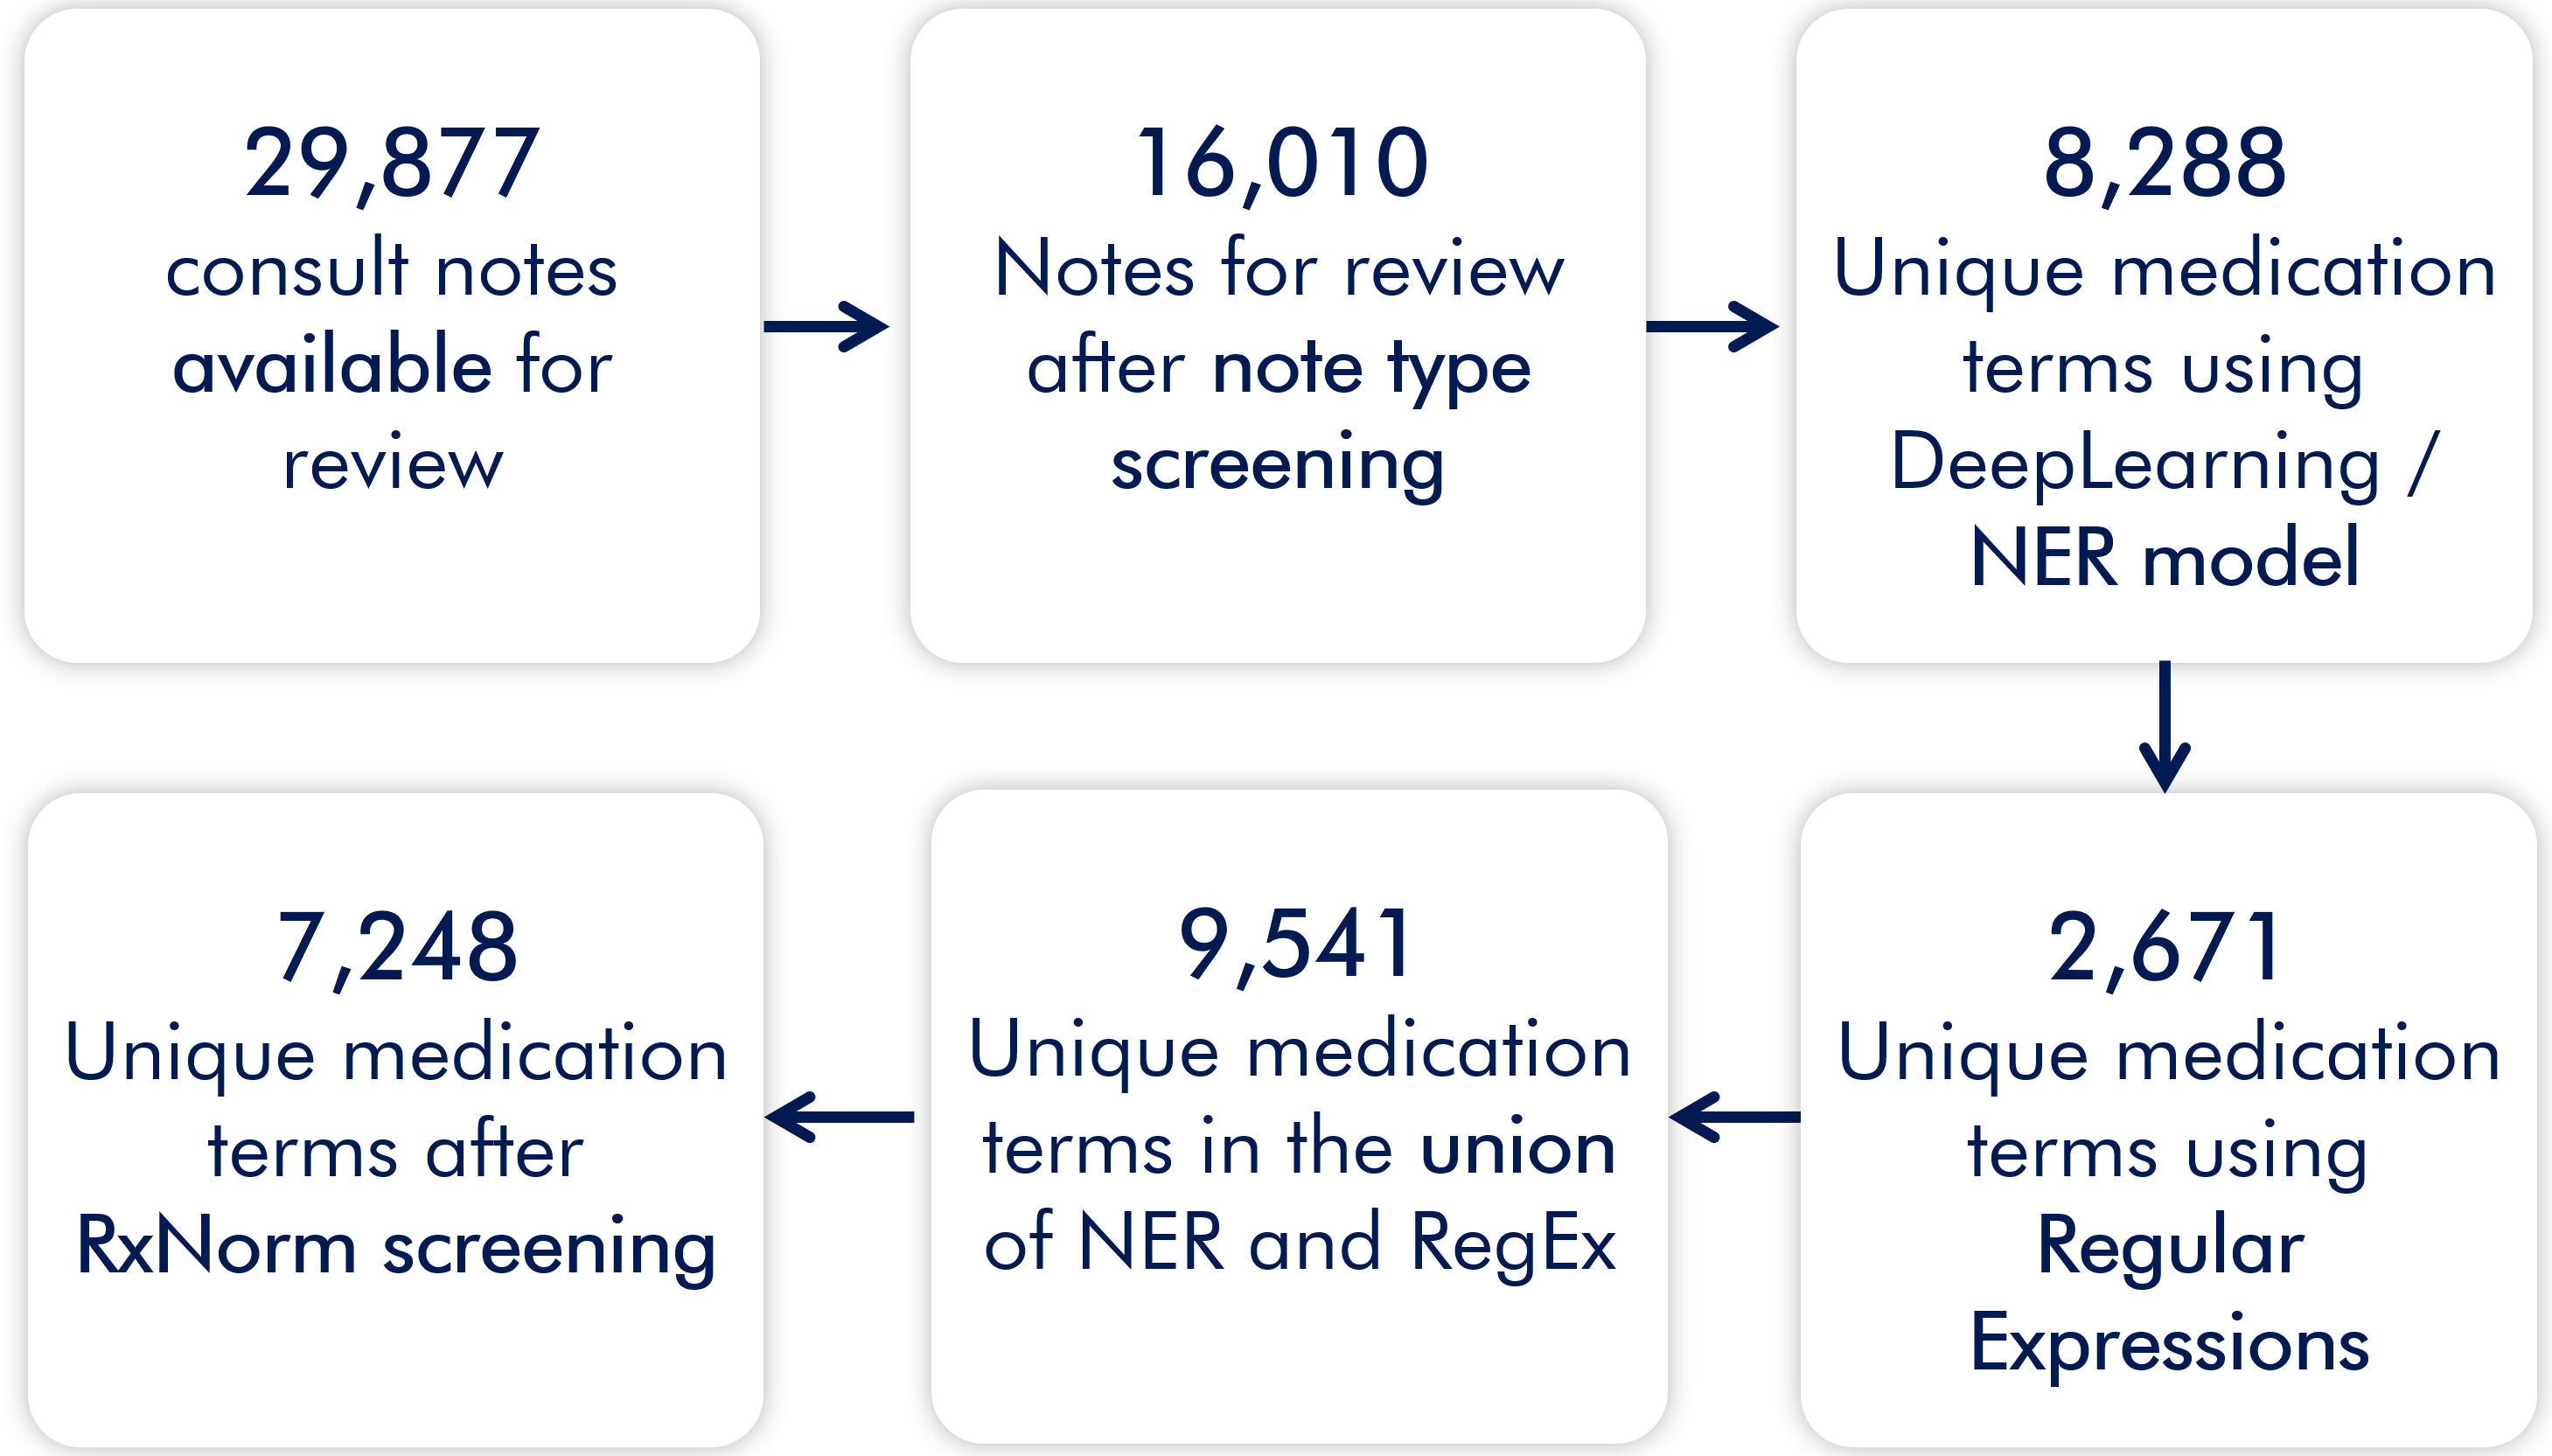 29,877
consult notes
available for
review
16,010
Notes for review
after note type
screening
8,288
Unique medication
terms using
DeepLearning /
NER model
2,671
Unique medication
terms using
Regular
Expressions
9,541
Unique medication
terms in the union
of NER and RegEx
7,248
Unique medication
terms after
RxNorm screening